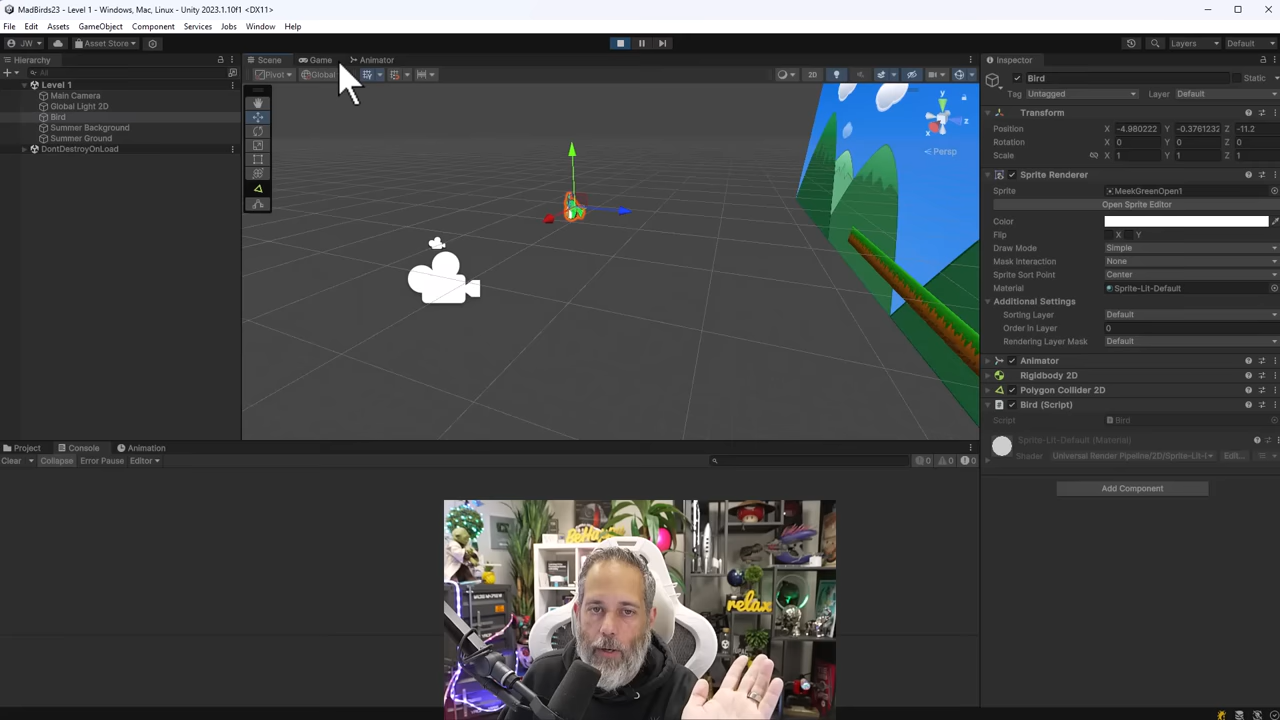 MadBirds23 - Level 1 - Windows, Mac, Linux - Unity 2023.1.10f1 <DX11>
File Edit Assets GameObject Component Services Jobs Window Help
JW Asset Store Layers Default
Hierarchy
All
Level 1
Main Camera
Global Light 2D
Bird
Summer Background
Summer Ground
DontDestroyOnLoad
Scene Game Animator
Pivot Global 2D
y
x
z
Persp
Inspector
Bird Static
Tag Untagged Layer Default
Transform
Position X -4.980222 Y -0.3761232 Z -11.2
Rotation X 0 Y 0 Z 0
Scale X 1 Y 1 Z 1
Sprite Renderer
Sprite MeekGreenOpen1
Open Sprite Editor
Color
Flip X Y
Draw Mode Simple
Mask Interaction None
Sprite Sort Point Center
Material Sprite-Lit-Default
Additional Settings
Sorting Layer Default
Order in Layer 0
Rendering Layer Mask Default
Animator
Rigidbody 2D
Polygon Collider 2D
Bird (Script)
Script Bird
Sprite-Lit-Default (Material)
Shader Universal Render Pipeline/2D/Sprite-Lit-I Edit...
Add Component
Project Console Animation
Clear Collapse Error Pause Editor 0 0 0
relax